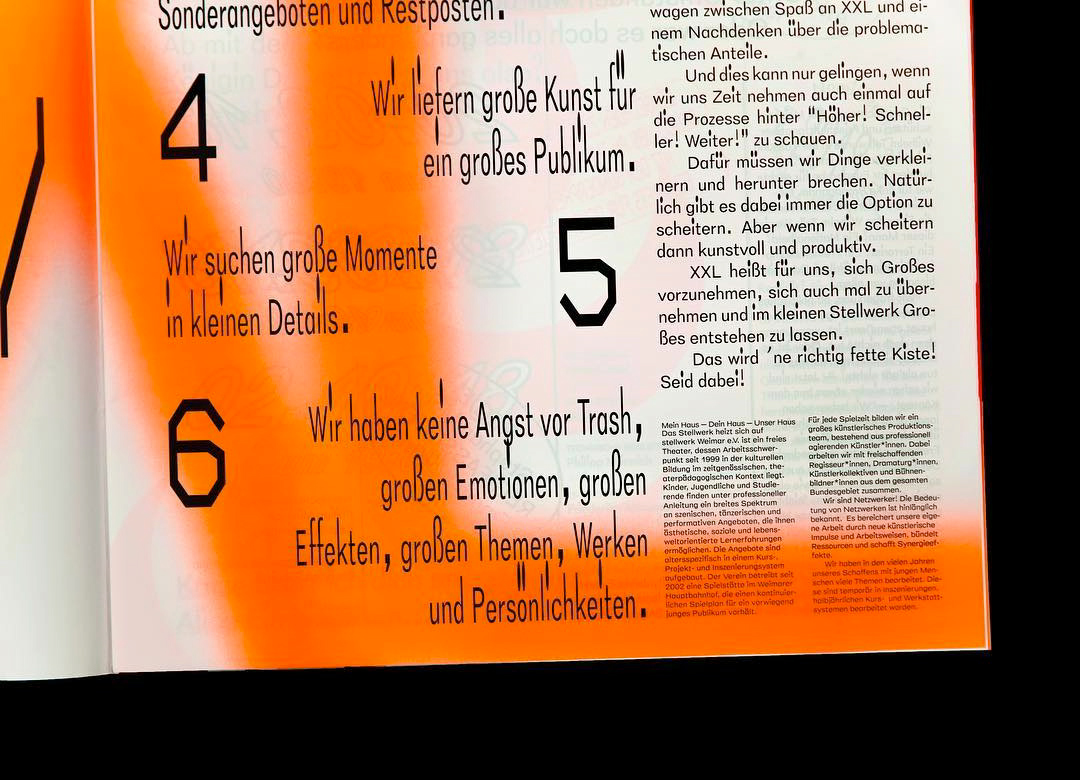 Sonderangeboten und Restposten.
4
Wir liefern große Kunst für
ein großes Publikum.
5
Wir suchen große Momente
in kleinen Details.
6
Wir haben keine Angst vor Trash,
großen Emotionen, großen
Effekten, großen Themen, Werken
und Persönlichkeiten.
wagen zwischen Spaß an XXL und ei-
nem Nachdenken über die problema-
tischen Anteile.
Und dies kann nur gelingen, wenn
wir uns Zeit nehmen auch einmal auf
die Prozesse hinter "Höher! Schnel-
ler! Weiter!" zu schauen.
Dafür müssen wir Dinge verklei-
nern und herunter brechen. Natür-
lich gibt es dabei immer die Option zu
scheitern. Aber wenn wir scheitern
dann kunstvoll und produktiv.
XXL heißt für uns, sich Großes
vorzunehmen, sich auch mal zu über-
nehmen und im kleinen Stellwerk Gro-
ßes entstehen zu lassen.
Das wird ’ne richtig fette Kiste!
Seid dabei!
Mein Haus – Dein Haus – Unser Haus
Das Stellwerk heizt sich auf
stellwerk Weimar e.V. ist ein freies
Theater, dessen Arbeitsschwer-
punkt seit 1999 in der kulturellen
Bildung im zeitgenössischen, the-
aterpädagogischen Kontext liegt.
Kinder, Jugendliche und Studie-
rende finden unter professioneller
Anleitung ein breites Spektrum
an szenischen, tänzerischen und
performativen Angeboten, die ihnen
ästhetische, soziale und lebens-
weltorientierte Lernerfahrungen
ermöglichen. Die Angebote sind
altersspezifisch in einem Kurs-,
Projekt- und Inszenierungsystem
aufgebaut. Der Verein betreibt seit
2002 eine Spielstätte im Weimarer
Hauptbahnhof, die einen kontinuier-
lichen Spielplan für ein vorwiegend
junges Publikum vorhält.
Für jede Spielzeit bilden wir ein
großes künstlerisches Produktions-
team, bestehend aus professionell
agierenden Künstler*innen. Dabei
arbeiten wir mit freischaffenden
Regisseur*innen, Dramaturg*innen,
Künstlerkollektiven und Bühnen-
bildner*innen aus dem gesamten
Bundesgebiet zusammen.
Wir sind Netzwerker! Die Bedeu-
tung von Netzwerken ist hinlänglich
bekannt. Es bereichert unsere eige-
ne Arbeit durch neue künstlerische
Impulse und Arbeitsweisen, bündelt
Ressourcen und schafft Synergieef-
fekte.
Wir haben in den vielen Jahren
unseres Schaffens mit jungen Men-
schen viele Themen bearbeitet. Die-
se sind temporär in Inszenierungen,
halbjährlichen Kurs- und Werkstatt-
systemen bearbeitet worden.